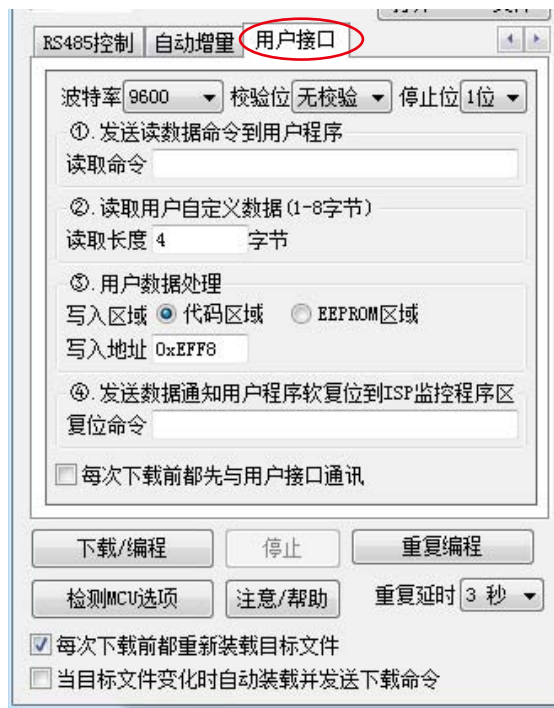 RS485控制 自动增量 用户接口
波特率 9600 校验位 无校验 停止位 1位
①.发送读数据命令到用户程序
读取命令
②.读取用户自定义数据(1-8字节)
读取长度 4 字节
③.用户数据处理
写入区域 代码区域 EEPROM区域
写入地址 0xEFF8
④.发送数据通知用户程序软复位到ISP监控程序区
复位命令
每次下载前都先与用户接口通讯
下载/编程 停止 重复编程
检测MCU选项 注意/帮助 重复延时 3 秒
每次下载前都重新装载目标文件
当目标文件变化时自动装载并发送下载命令